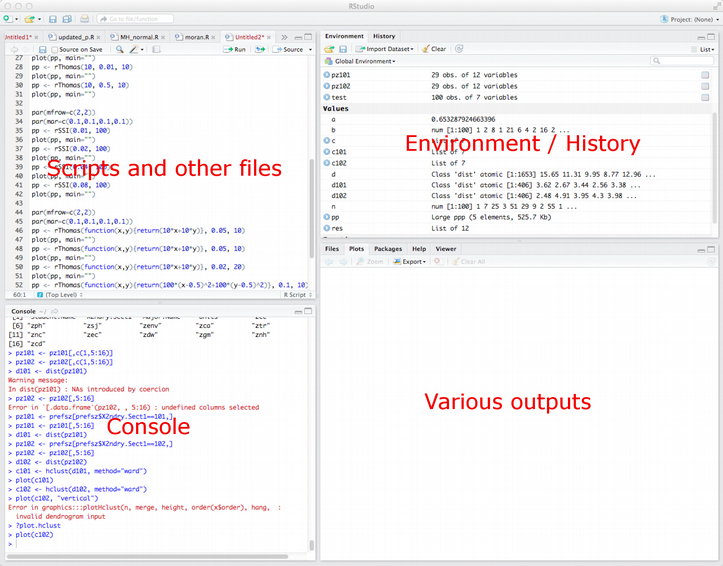 RStudio
Go to file/function
Project: (None)
Untitled1* × updated_p.R × MH_normal.R × moran.R × Untitled2* ×
Source on Save Run Source
27 plot(pp, main="")
28 pp <- rThomas(10, 0.01, 10)
29 plot(pp, main="")
30 pp <- rThomas(10, 0.5, 10)
31 plot(pp, main="")
32
33 par(mfrow=c(2,2))
34 par(mar=c(0.1,0.1,0.1,0.1))
35 pp <- rSSI(0.01, 100)
36 plot(pp, main="")
37 pp <- rSSI(0.02, 100)
38 plot(pp, main="")
39 pp <- rSSI(
40 plot(pp, main="")
41 pp <- rSSI(0.08, 100)
42 plot(pp, main="")
43
44 par(mfrow=c(2,2))
45 par(mar=c(0.1,0.1,0.1,0.1))
46 pp <- rThomas(function(x,y){return(10*x+10*y)}, 0.05, 10)
47 plot(pp, main="")
48 pp <- rThomas(function(x,y){return(10*x+10*y)}, 0.05, 10)
49 plot(pp, main="")
50 pp <- rThomas(function(x,y){return(10*x+10*y)}, 0.02, 20)
51 plot(pp, main="")
52 pp <- rThomas(function(x,y){return(100*(x-0.5)^2+100*(y-0.5)^2)}, 0.1, 10)
Scripts and other files
60:1 (Top Level) R Script
Console ~/
[6] "zph" "zsj" "zenv" "zca" "ztr"
[11] "znc" "zec" "zdw" "zgm" "znh"
[16] "zcd"
> pz101 <- pz101[,c(1,5:16)]
> pz102 <- pz102[,c(1,5:16)]
> d101 <- dist(pz101)
Warning message:
In dist(pz101) : NAs introduced by coercion
> pz102 <- pz102[,5:16]
Error in `[.data.frame`(pz102, , 5:16) : undefined columns selected
> pz101 <- prefsz[prefsz$X2ndry.Sect1==101,]
> pz101 <- pz101[,5:16]
> d101 <- dist(pz101)
> pz102 <- prefsz[prefsz$X2ndry.Sect1==102,]
> pz102 <- pz102[,5:16]
> d102 <- dist(pz102)
> c101 <- hclust(d101, method="ward")
> plot(c101)
> c102 <- hclust(d102, method="ward")
> plot(c102, "vertical")
Error in graphics:::plotHclust(n, merge, height, order(x$order), hang, :
invalid dendrogram input
> ?plot.hclust
> plot(c102)
>
Console
Environment History
Import Dataset Clear List
Global Environment
pz101 29 obs. of 12 variables
pz102 29 obs. of 12 variables
test 100 obs. of 7 variables
Values
a 0.653287924663396
b num [1:100] 1 2 8 1 21 6 4 2 16 2 ...
c
c101 List of 7
c102 List of 7
d Class 'dist' atomic [1:1653] 15.65 11.31 9.95 8.77 12.96 ...
d101 Class 'dist' atomic [1:406] 3.62 2.67 3.44 2.56 3.38 ...
d102 Class 'dist' atomic [1:406] 2.48 4.91 3.95 4.3 3.98 ...
n num [1:100] 1 7 25 3 51 29 9 2 55 1 ...
pp Large ppp (5 elements, 525.7 Kb)
res List of 12
Environment / History
Files Plots Packages Help Viewer
Zoom Export Clear All
Various outputs